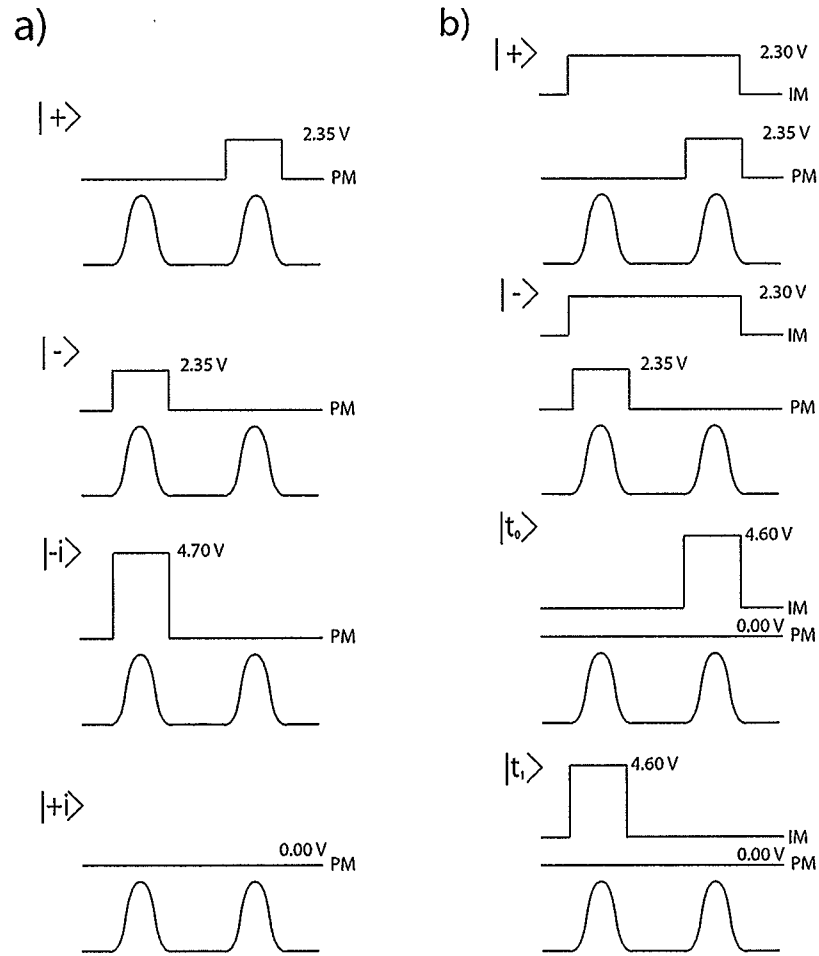 a)
|+>
2.35 V
PM
|->
2.35 V
PM
|-i>
4.70 V
PM
|+i>
0.00 V
PM
b)
|+>
2.30 V
IM
2.35 V
PM
|->
2.30 V
IM
2.35 V
PM
|t₀>
4.60 V
IM
0.00 V
PM
|t₁>
4.60 V
IM
0.00 V
PM